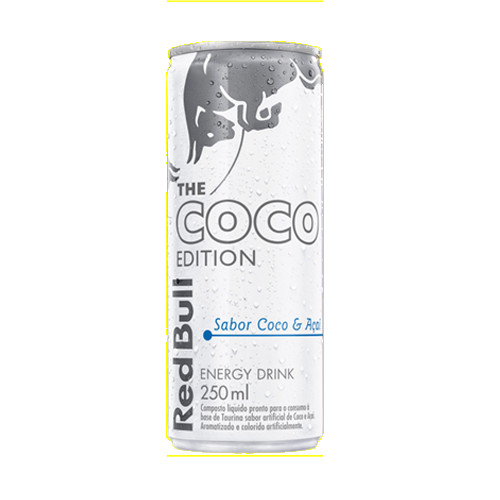 THE
COCO
EDITION™
Red Bull
Sabor Coco & Açaí
ENERGY DRINK
250 ml
Composto líquido pronto para o consumo à
base de Taurina sabor artificial de Coco e Açaí.
Aromatizado e colorido artificialmente.